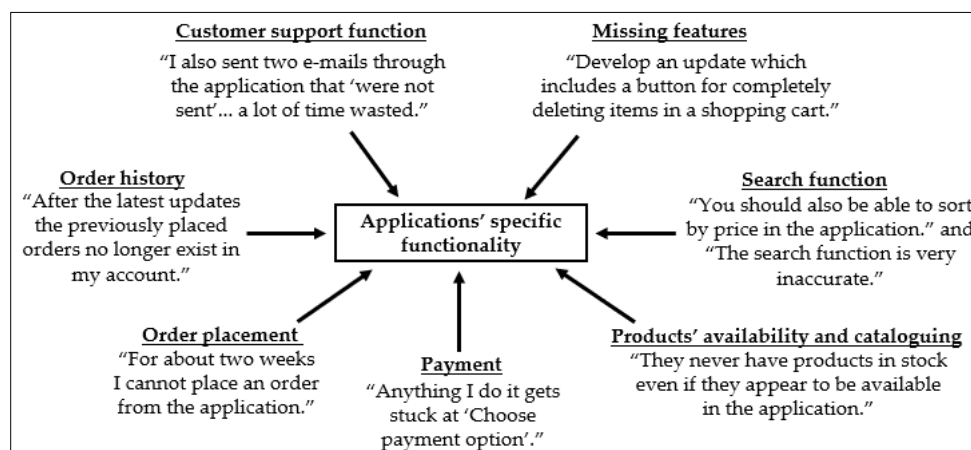 Customer support function
“I also sent two e-mails through
the application that ‘were not
sent’... a lot of time wasted.”
Missing features
“Develop an update which
includes a button for completely
deleting items in a shopping cart.”
Order history
“After the latest updates
the previously placed
orders no longer exist in
my account.”
Applications’ specific
functionality
Search function
“You should also be able to sort
by price in the application.” and
“The search function is very
inaccurate.”
Order placement
“For about two weeks
I cannot place an order
from the application.”
Payment
“Anything I do it gets
stuck at ‘Choose
payment option’.”
Products’ availability and cataloguing
“They never have products in stock
even if they appear to be available
in the application.”